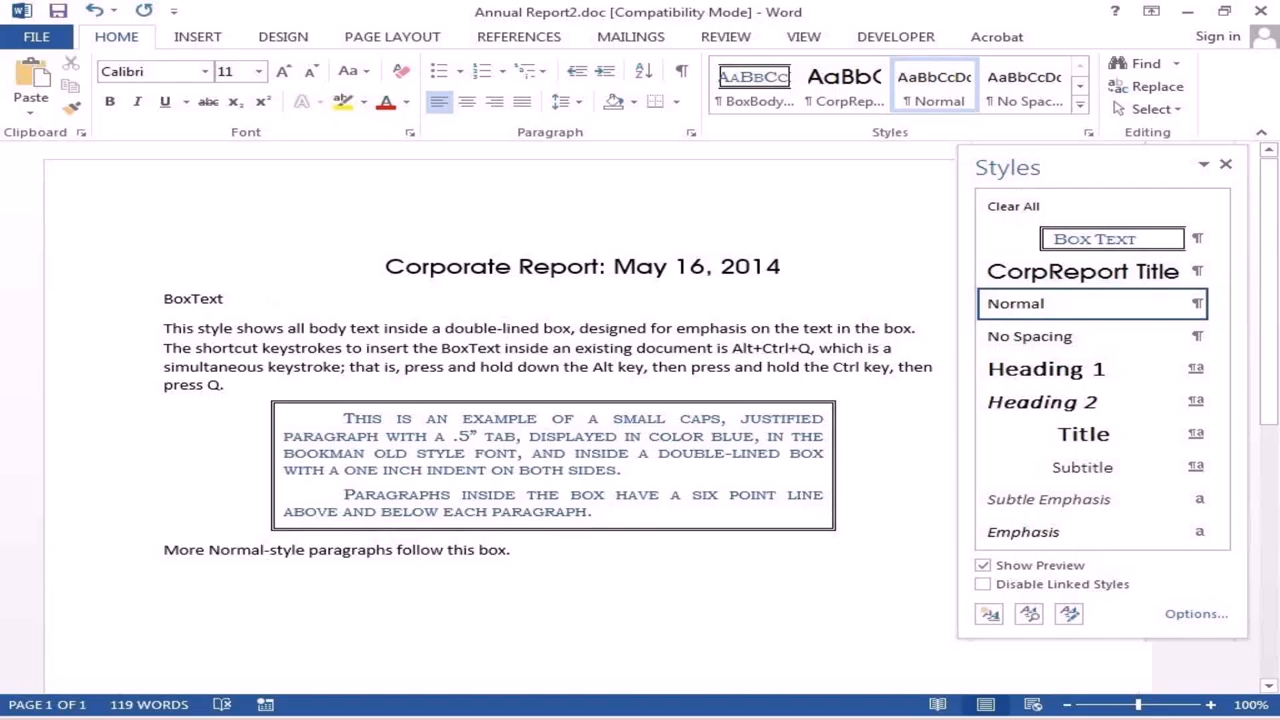 Annual Report2.doc [Compatibility Mode] - Word
?
FILE HOME INSERT DESIGN PAGE LAYOUT REFERENCES MAILINGS REVIEW VIEW DEVELOPER Acrobat Sign in
Calibri 11 Aa
AaBbCc AaBbC AaBbCcDc AaBbCcDc
Find
Paste
Replace
B I U abc x₂ x² A A
¶ BoxBody... ¶ CorpRep... ¶ Normal ¶ No Spac...
Select
Clipboard Font Paragraph Styles Editing
Styles
Clear All
Box Text ¶
CorpReport Title ¶
Normal ¶
No Spacing ¶
Heading 1 ¶a
Heading 2 ¶a
Title ¶a
Subtitle ¶a
Subtle Emphasis a
Emphasis a
Show Preview
Disable Linked Styles
Options...
Corporate Report: May 16, 2014
BoxText
This style shows all body text inside a double-lined box, designed for emphasis on the text in the box.
The shortcut keystrokes to insert the BoxText inside an existing document is Alt+Ctrl+Q, which is a
simultaneous keystroke; that is, press and hold down the Alt key, then press and hold the Ctrl key, then
press Q.
This is an example of a small caps, justified
paragraph with a .5” tab, displayed in color blue, in the
Bookman Old Style font, and inside a double-lined box
with a one inch indent on both sides.
Paragraphs inside the box have a six point line
above and below each paragraph.
More Normal-style paragraphs follow this box.
PAGE 1 OF 1 119 WORDS 100%